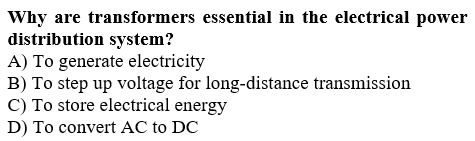 Why are transformers essential in the electrical power
distribution system?
A) To generate electricity
B) To step up voltage for long-distance transmission
C) To store electrical energy
D) To convert AC to DC